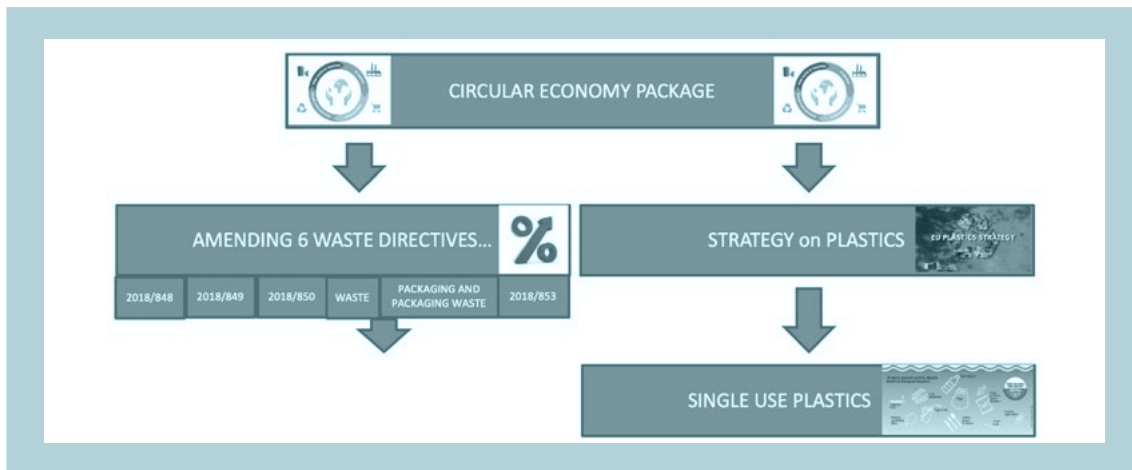 CIRCULAR ECONOMY PACKAGE
AMENDING 6 WASTE DIRECTIVES...
%
STRATEGY on PLASTICS
EU PLASTICS STRATEGY
2018/848
2018/849
2018/850
WASTE
PACKAGING AND
PACKAGING WASTE
2018/853
SINGLE USE PLASTICS